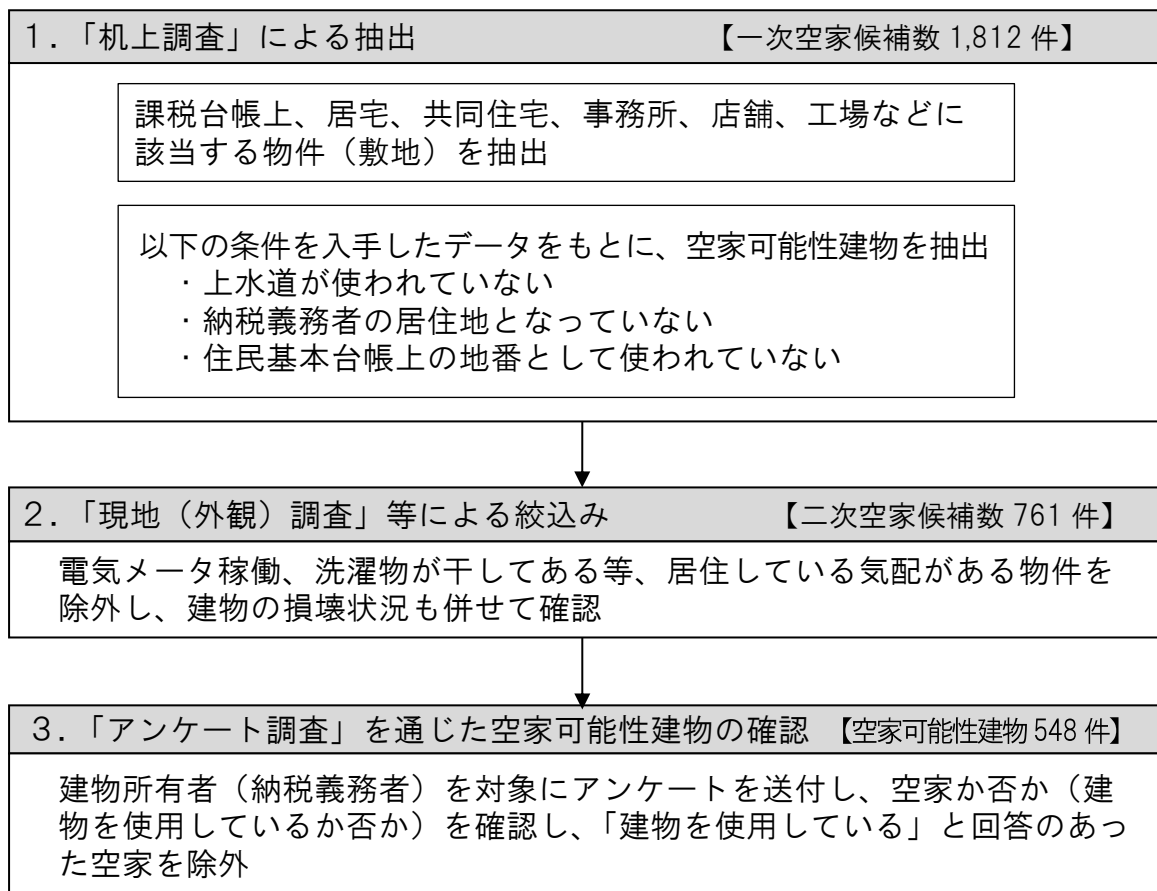 １．「机上調査」による抽出　【一次空家候補数 1,812 件】
課税台帳上、居宅、共同住宅、事務所、店舗、工場などに
該当する物件（敷地）を抽出
以下の条件を入手したデータをもとに、空家可能性建物を抽出
・上水道が使われていない
・納税義務者の居住地となっていない
・住民基本台帳上の地番として使われていない
２．「現地（外観）調査」等による絞込み　【二次空家候補数 761 件】
電気メータ稼働、洗濯物が干してある等、居住している気配がある物件を
除外し、建物の損壊状況も併せて確認
３．「アンケート調査」を通じた空家可能性建物の確認　【空家可能性建物 548 件】
建物所有者（納税義務者）を対象にアンケートを送付し、空家か否か（建
物を使用しているか否か）を確認し、「建物を使用している」と回答のあっ
た空家を除外